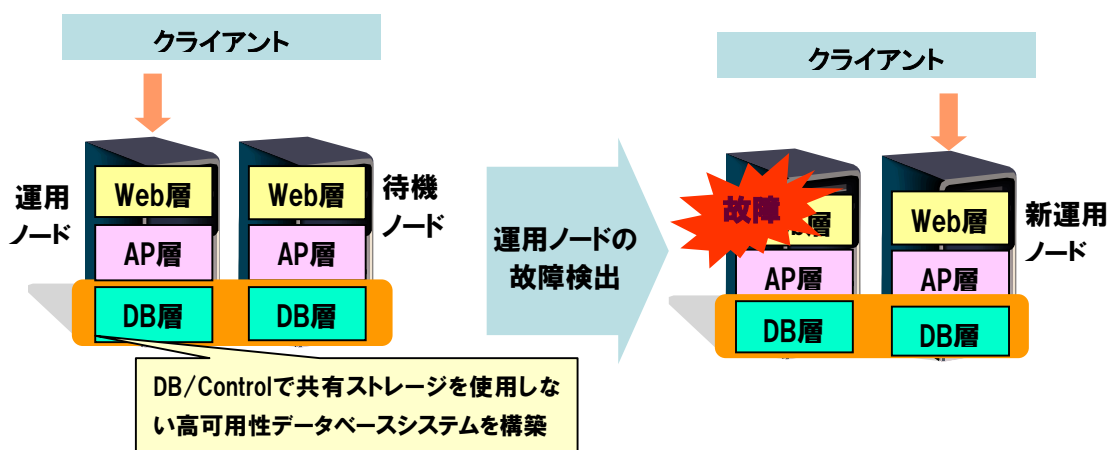 クライアント
運用
ノード
Web層
AP層
DB層
Web層
AP層
DB層
待機
ノード
DB/Controlで共有ストレージを使用しな
い高可用性データベースシステムを構築
運用ノードの
故障検出
クライアント
故障
層
AP層
DB層
Web層
AP層
DB層
新運用
ノード